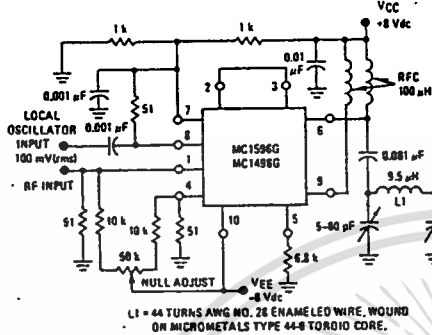 1 k
1 k
VCC
+8 Vdc
0.01 µF
RFC
100 µH
0.001 µF
51
2
3
LOCAL
OSCILLATOR
INPUT
100 mV(rms)
0.001 µF
7
8
6
MC1596G
MC1496G
0.001 µF
RF INPUT
1
4
9
9.5 µH
L1
10
5
51
10 k
10 k
51
5-80 pF
6.8 k
50 k
NULL ADJUST
VEE
-8 Vdc
L1 = 44 TURNS AWG NO. 28 ENAMELED WIRE, WOUND
ON MICROMETALS TYPE 44-6 TOROID CORE.